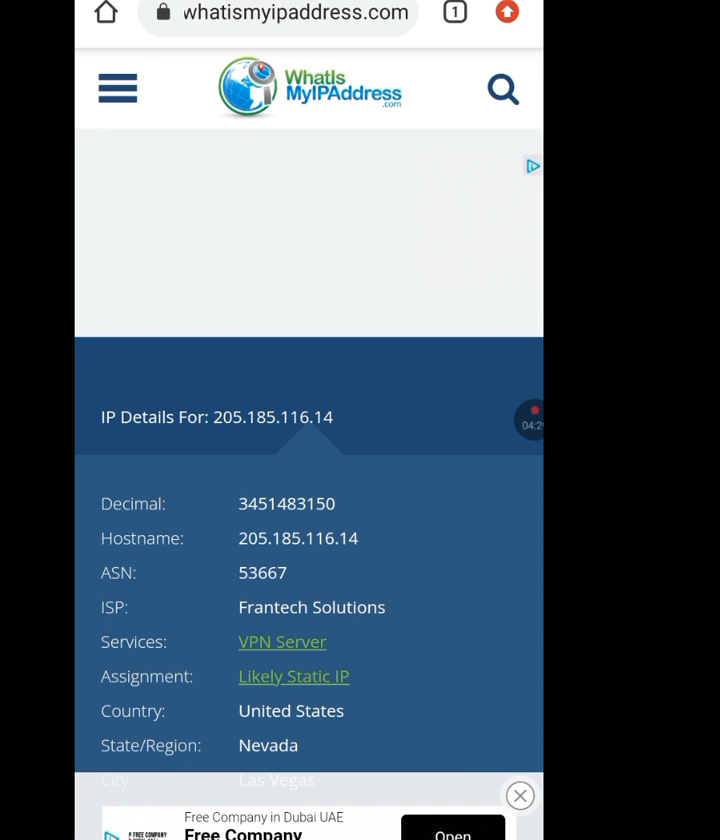 whatismyipaddress.com
1
WhatIs
MyIPAddress
.com
IP Details For: 205.185.116.14
04:2
Decimal: 3451483150
Hostname: 205.185.116.14
ASN: 53667
ISP: Frantech Solutions
Services: VPN Server
Assignment: Likely Static IP
Country: United States
State/Region: Nevada
City: Las Vegas
Free Company in Dubai UAE
Free Company
Open